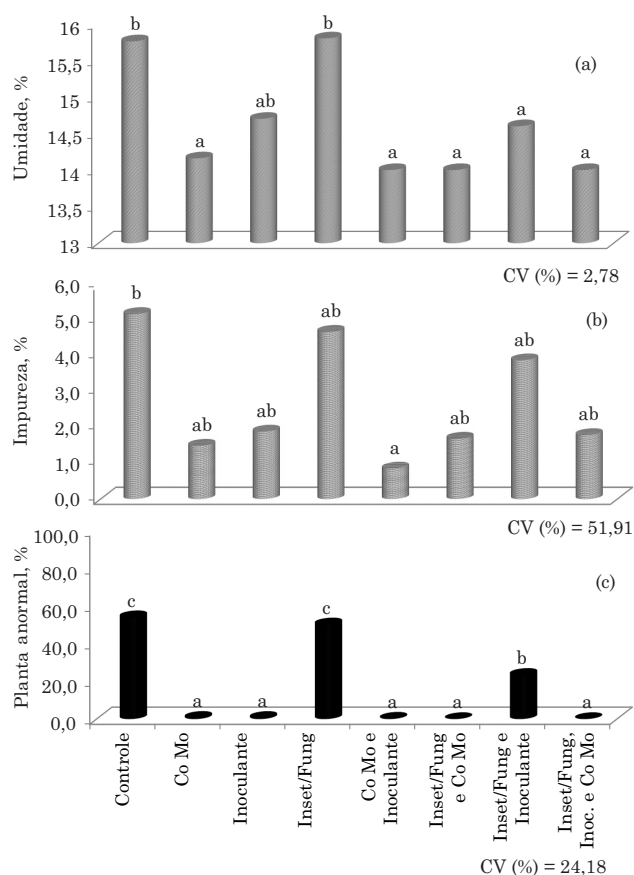 Umidade, %
16
15,5
15
14,5
14
13,5
13
b
a
ab
b
a
a
a
a
(a)
CV (%) = 2,78
Impureza, %
6,0
5,0
4,0
3,0
2,0
1,0
0,0
b
ab
ab
ab
a
ab
ab
ab
(b)
CV (%) = 51,91
Planta anormal, %
100,0
80,0
60,0
40,0
20,0
0,0
c
a
a
c
a
a
b
a
(c)
Controle
Co Mo
Inoculante
Inset/Fung
Co Mo e
Inoculante
Inset/Fung
e Co Mo
Inset/Fung e
Inoculante
Inset/Fung,
Inoc. e Co Mo
CV (%) = 24,18